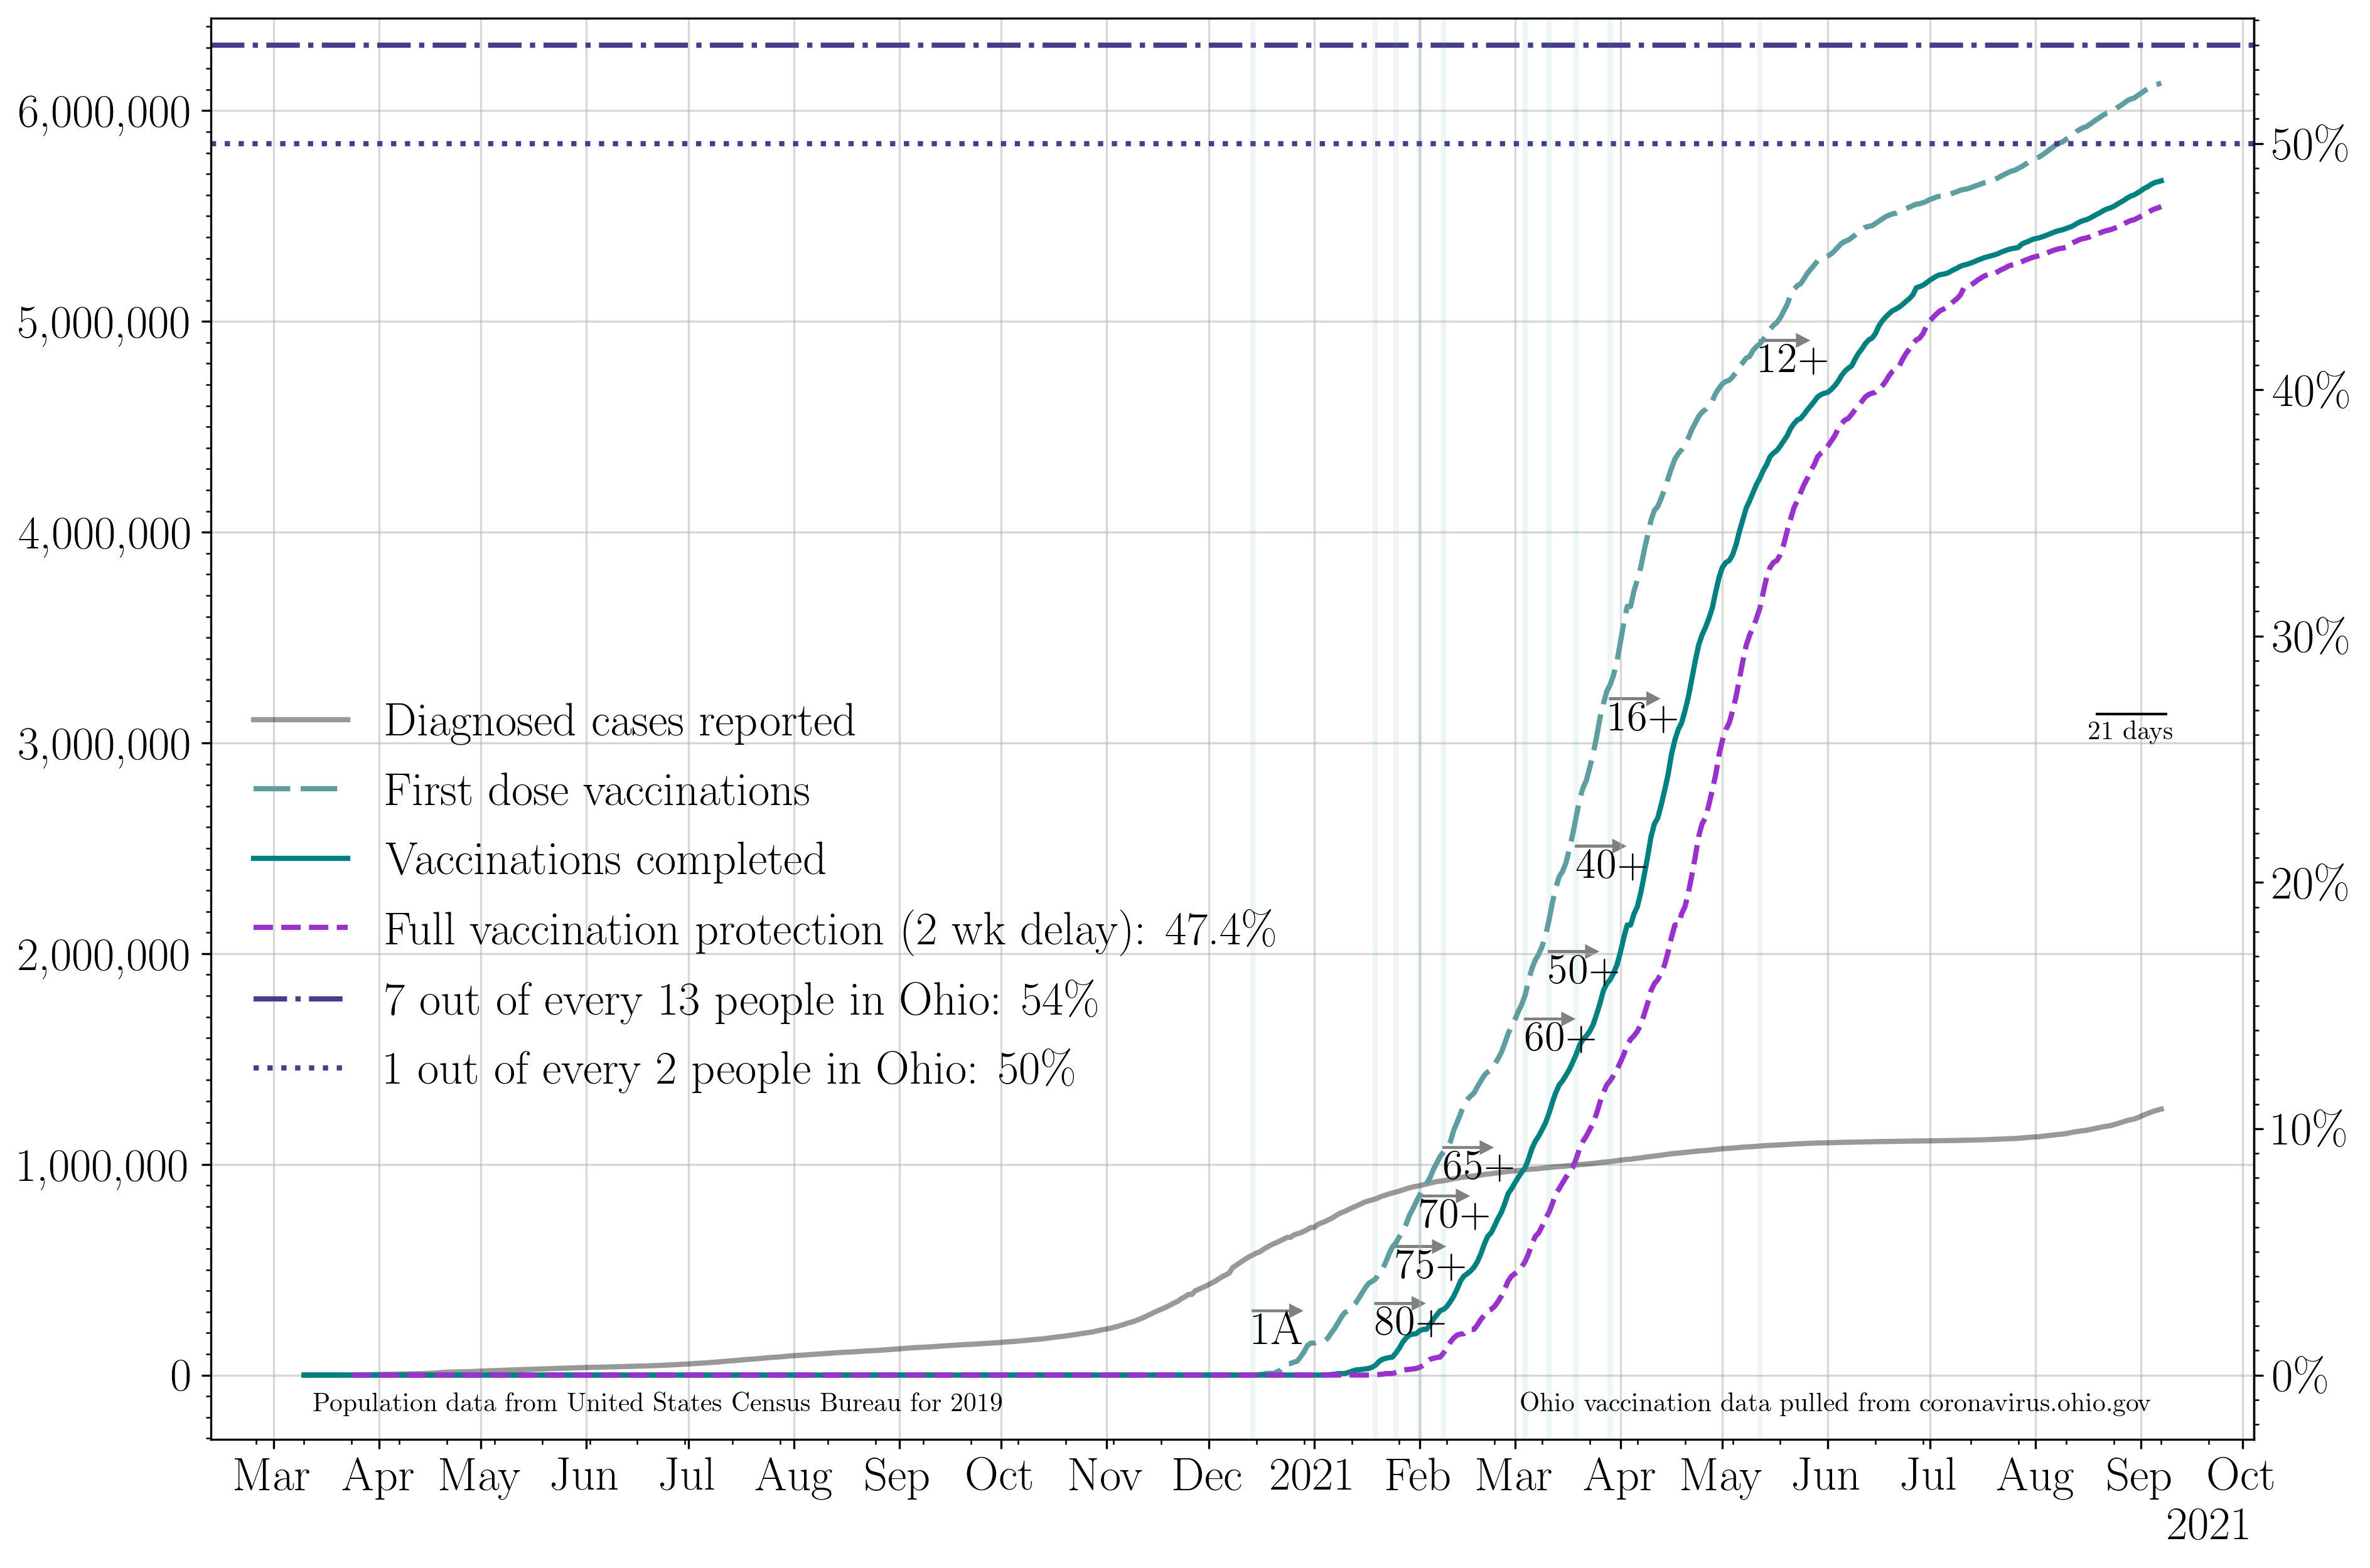 6,000,000
5,000,000
4,000,000
3,000,000
2,000,000
1,000,000
0
50%
40%
30%
20%
10%
0%
Diagnosed cases reported
First dose vaccinations
Vaccinations completed
Full vaccination protection (2 wk delay): 47.4%
7 out of every 13 people in Ohio: 54%
1 out of every 2 people in Ohio: 50%
12+
16+
21 days
40+
50+
60+
65+
70+
75+
80+
1A
Population data from United States Census Bureau for 2019
Ohio vaccination data pulled from coronavirus.ohio.gov
Mar Apr May Jun Jul Aug Sep Oct Nov Dec 2021 Feb Mar Apr May Jun Jul Aug Sep Oct
2021